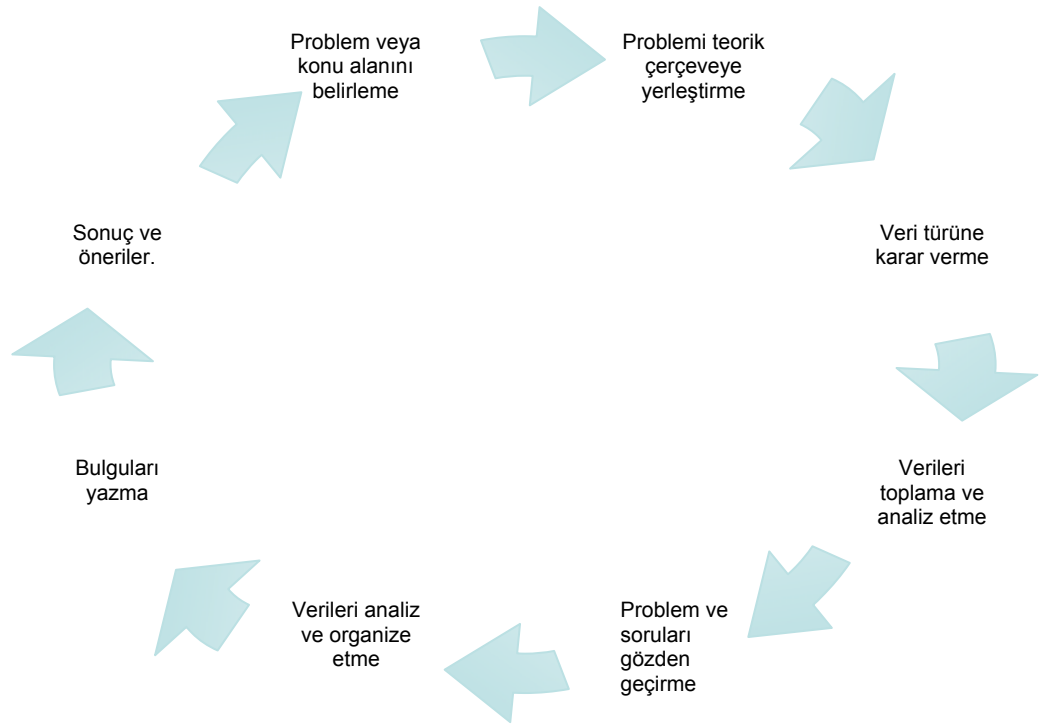 Problem veya
konu alanını
belirleme
Problemi teorik
çerçeveye
yerleştirme
Veri türüne
karar verme
Verileri
toplama ve
analiz etme
Problem ve
soruları
gözden
geçirme
Verileri analiz
ve organize
etme
Bulguları
yazma
Sonuç ve
öneriler.